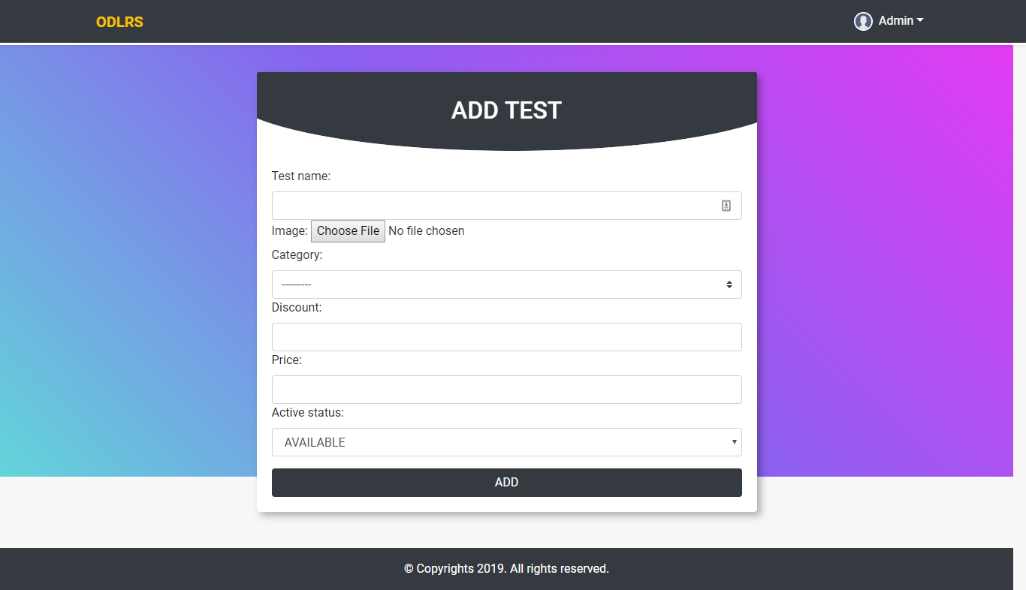 ODLRS
Admin
ADD TEST
Test name:
Image: Choose File No file chosen
Category:
---------
Discount:
Price:
Active status:
AVAILABLE
ADD
© Copyrights 2019. All rights reserved.